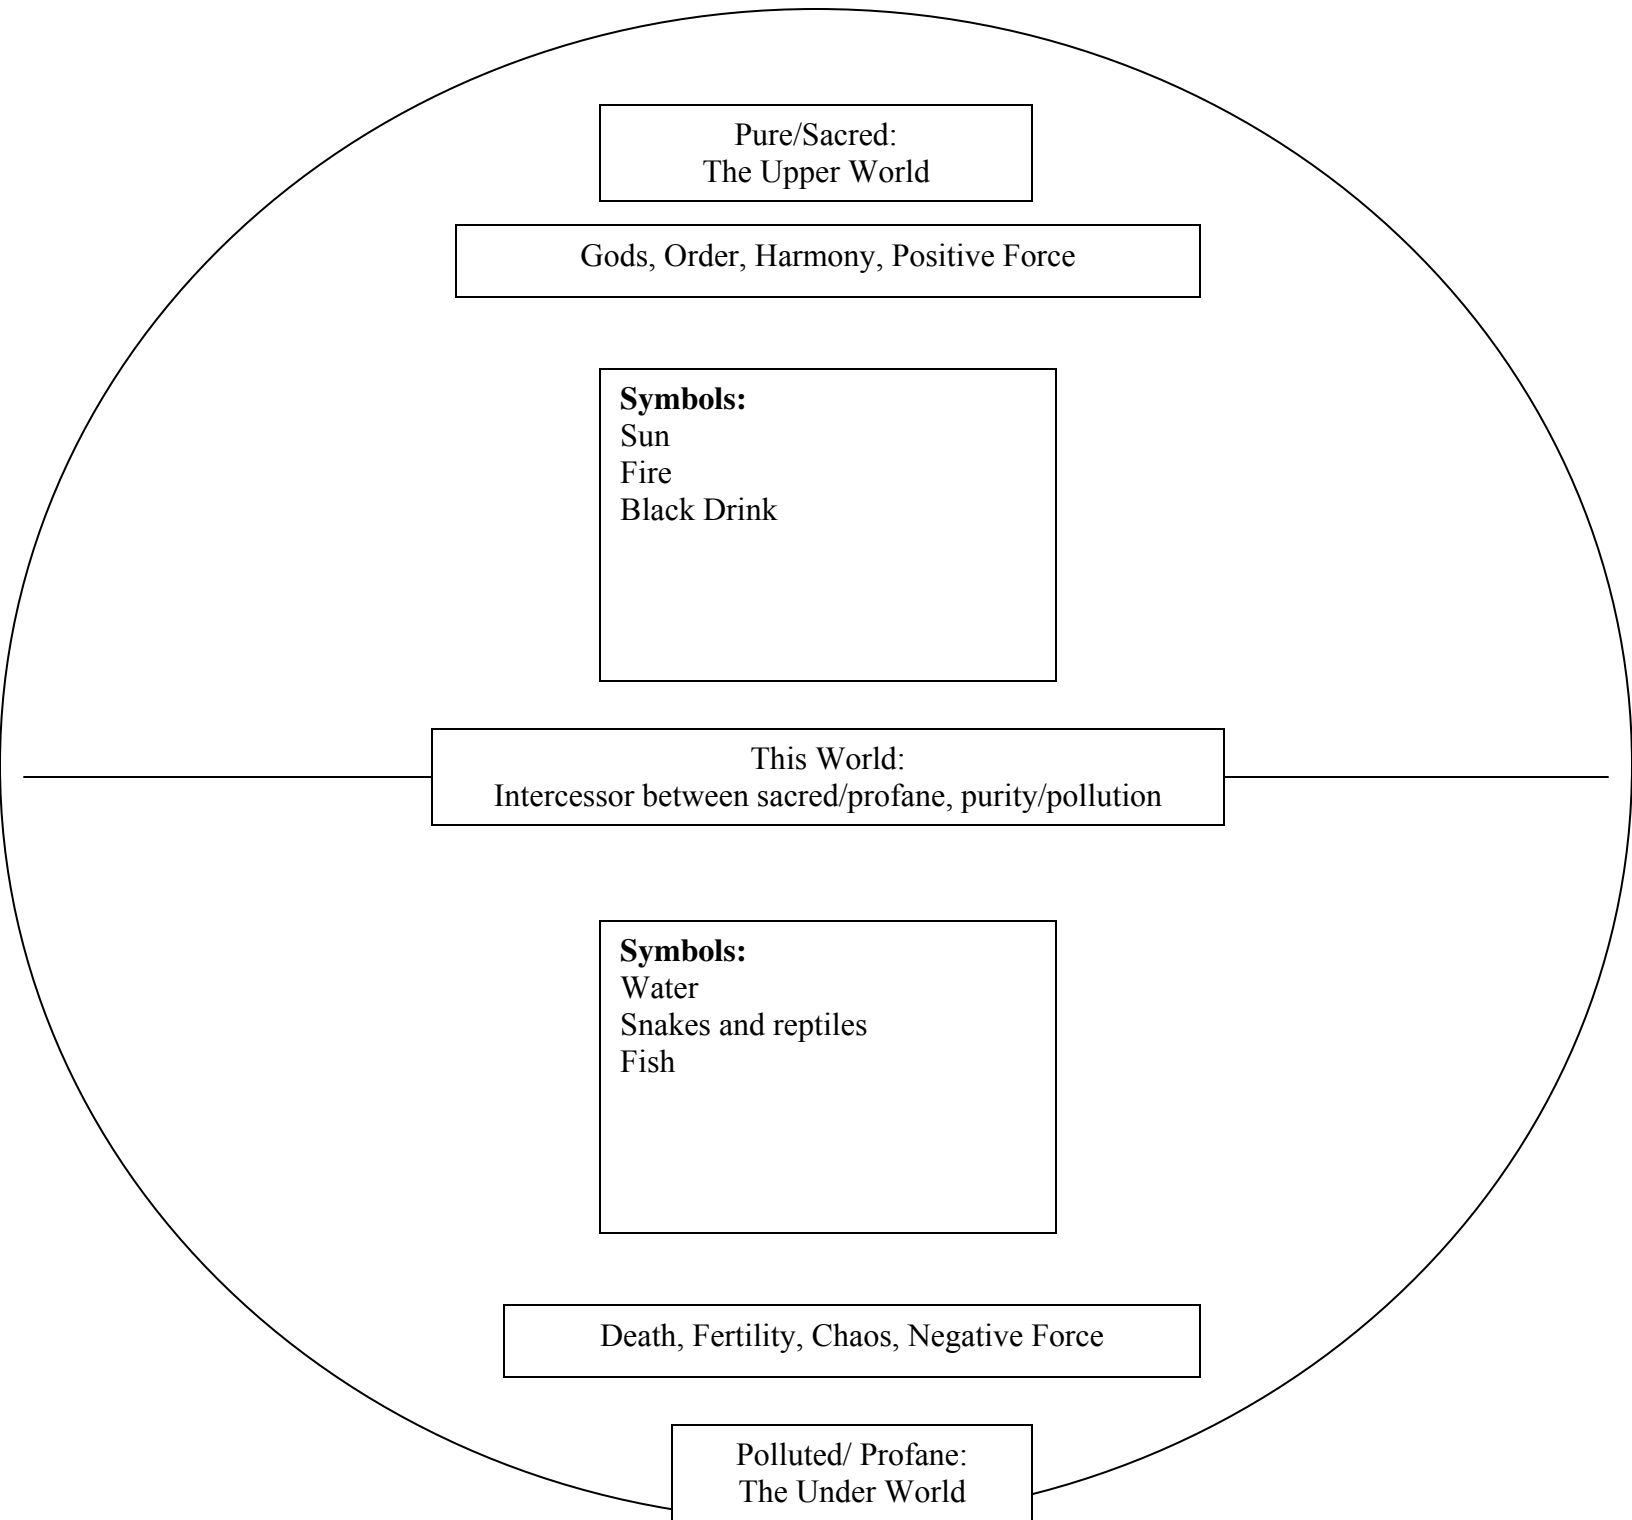 Pure/Sacred:
The Upper World
Gods, Order, Harmony, Positive Force
Symbols:
Sun
Fire
Black Drink
This World:
Intercessor between sacred/profane, purity/pollution
Symbols:
Water
Snakes and reptiles
Fish
Death, Fertility, Chaos, Negative Force
Polluted/ Profane:
The Under World